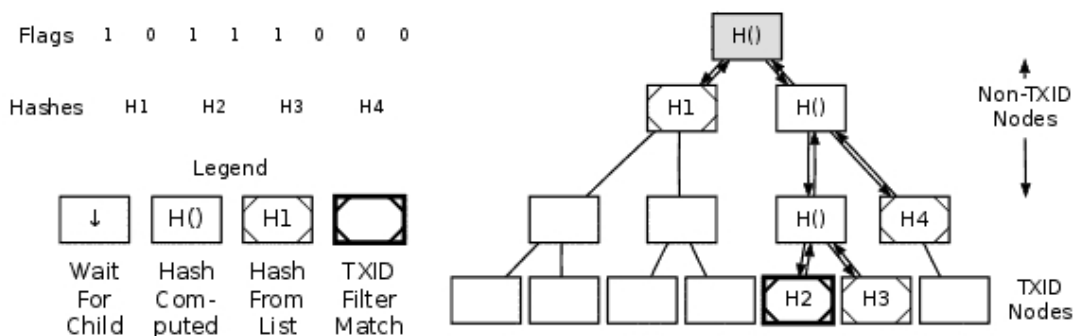 Flags 1 0 1 1 1 0 0 0
Hashes H1 H2 H3 H4
Legend
↓ H() H1
Wait For Child
Hash Com- puted
Hash From List
TXID Filter Match
H()
H1 H()
H() H4
H2 H3
Non-TXID
Nodes
TXID
Nodes